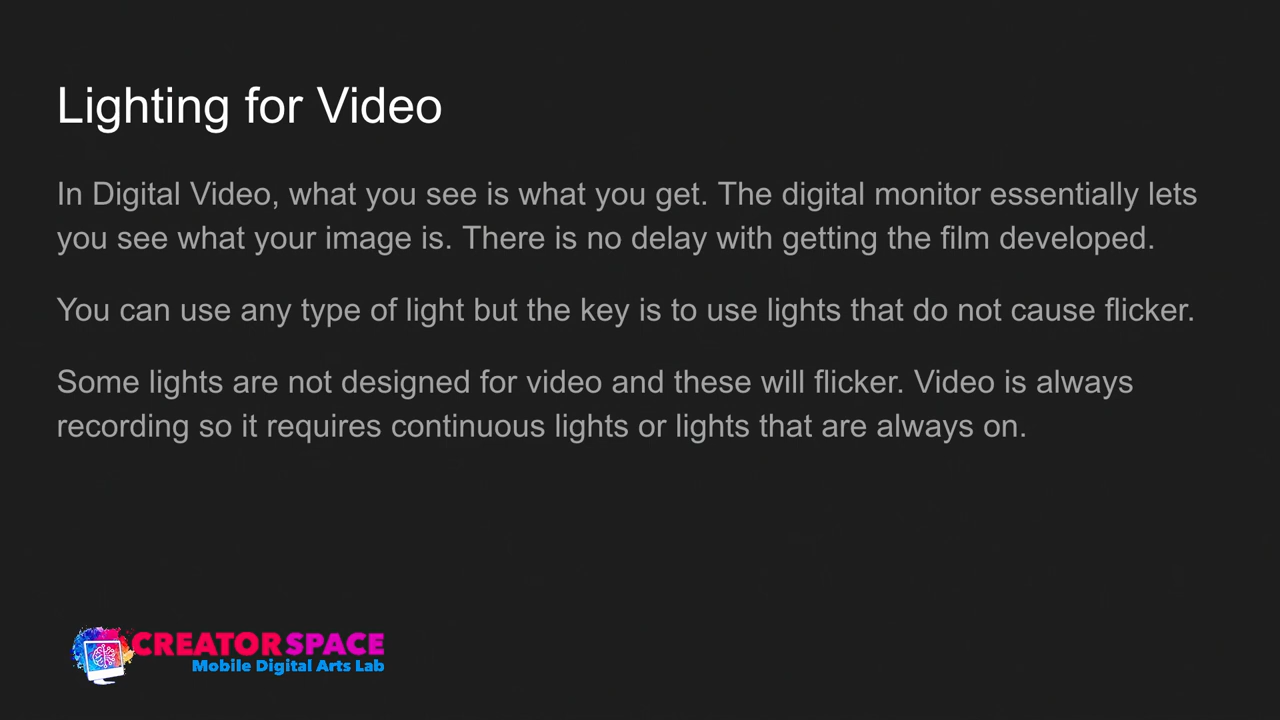 Lighting for Video
In Digital Video, what you see is what you get. The digital monitor essentially lets
you see what your image is. There is no delay with getting the film developed.
You can use any type of light but the key is to use lights that do not cause flicker.
Some lights are not designed for video and these will flicker. Video is always
recording so it requires continuous lights or lights that are always on.
CREATORSPACE
Mobile Digital Arts Lab